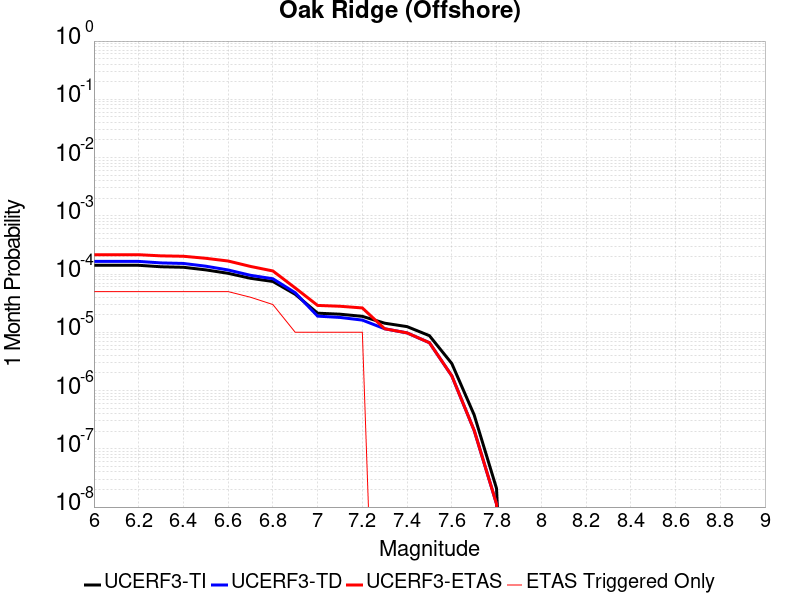 Oak Ridge (Offshore)
10^0
10^-1
10^-2
10^-3
10^-4
10^-5
10^-6
10^-7
10^-8
1 Month Probability
6 6.2 6.4 6.6 6.8 7 7.2 7.4 7.6 7.8 8 8.2 8.4 8.6 8.8 9
Magnitude
UCERF3-TI UCERF3-TD UCERF3-ETAS ETAS Triggered Only